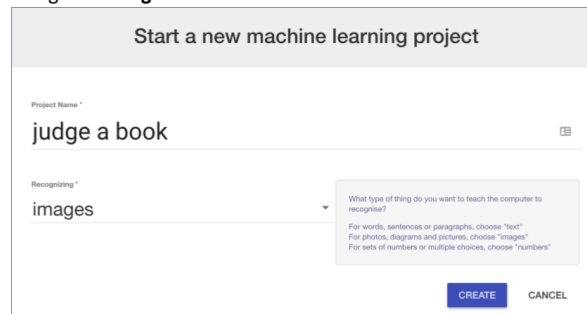 Start a new machine learning project
Project Name *
judge a book
Recognizing *
images
What type of thing do you want to teach the computer to
recognise?
For words, sentences or paragraphs, choose "text"
For photos, diagrams and pictures, choose "images"
For sets of numbers or multiple choices, choose "numbers"
CREATE CANCEL